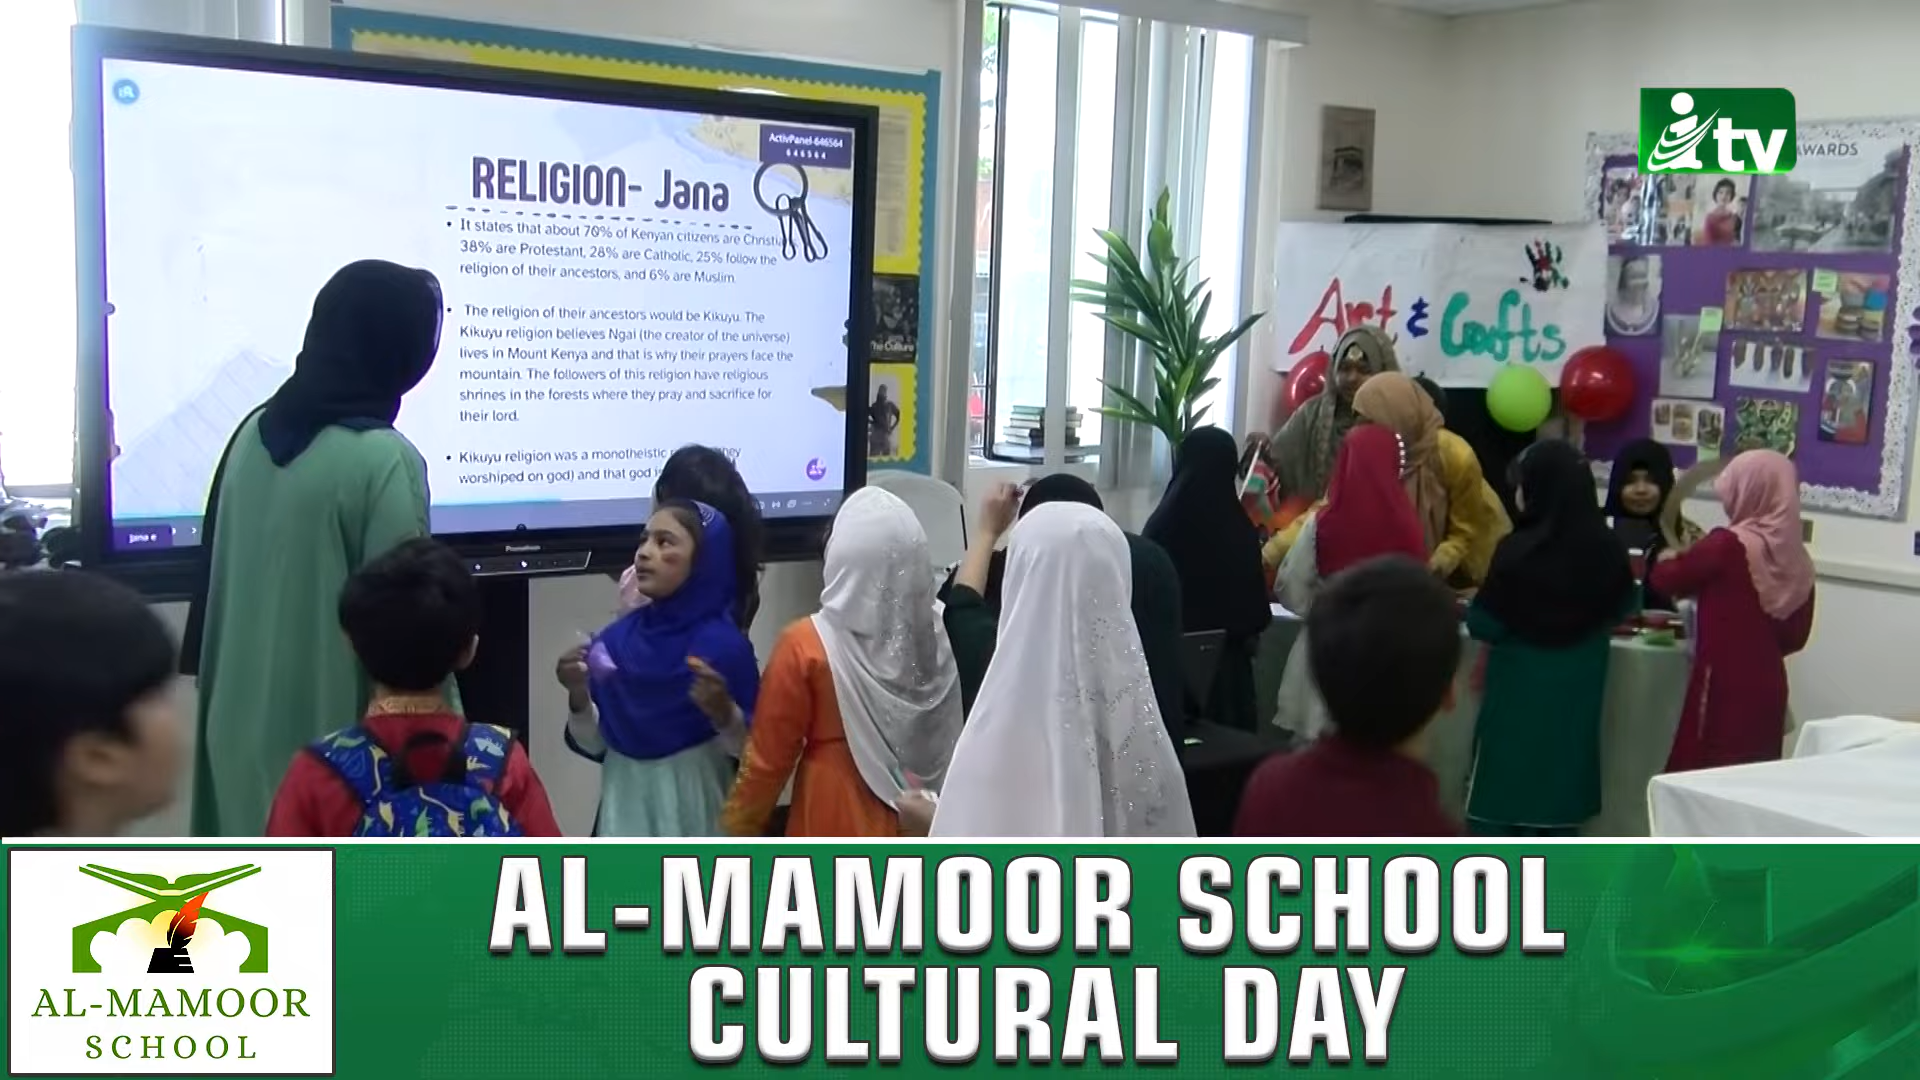 ActivPanel-646564
646564
RELIGION- Jana
• It states that about 70% of Kenyan citizens are
38% are Protestant, 28% are Catholic, 25% follow the
religion of their ancestors, and 6% are Muslim.
• The religion of their ancestors would be Kikuyu. The
Kikuyu religion believes Ngai (the creator of the universe)
lives in Mount Kenya and that is why their prayers face the
mountain. The followers of this religion have religious
shrines in the forests where they pray and sacrifice for
their lord.
• Kikuyu religion was a monotheistic
worshiped on god) and that god
Jana e
Promethean
The Culture
itv
AWARDS
Art & Crafts
AL-MAMOOR
SCHOOL
AL-MAMOOR SCHOOL
CULTURAL DAY